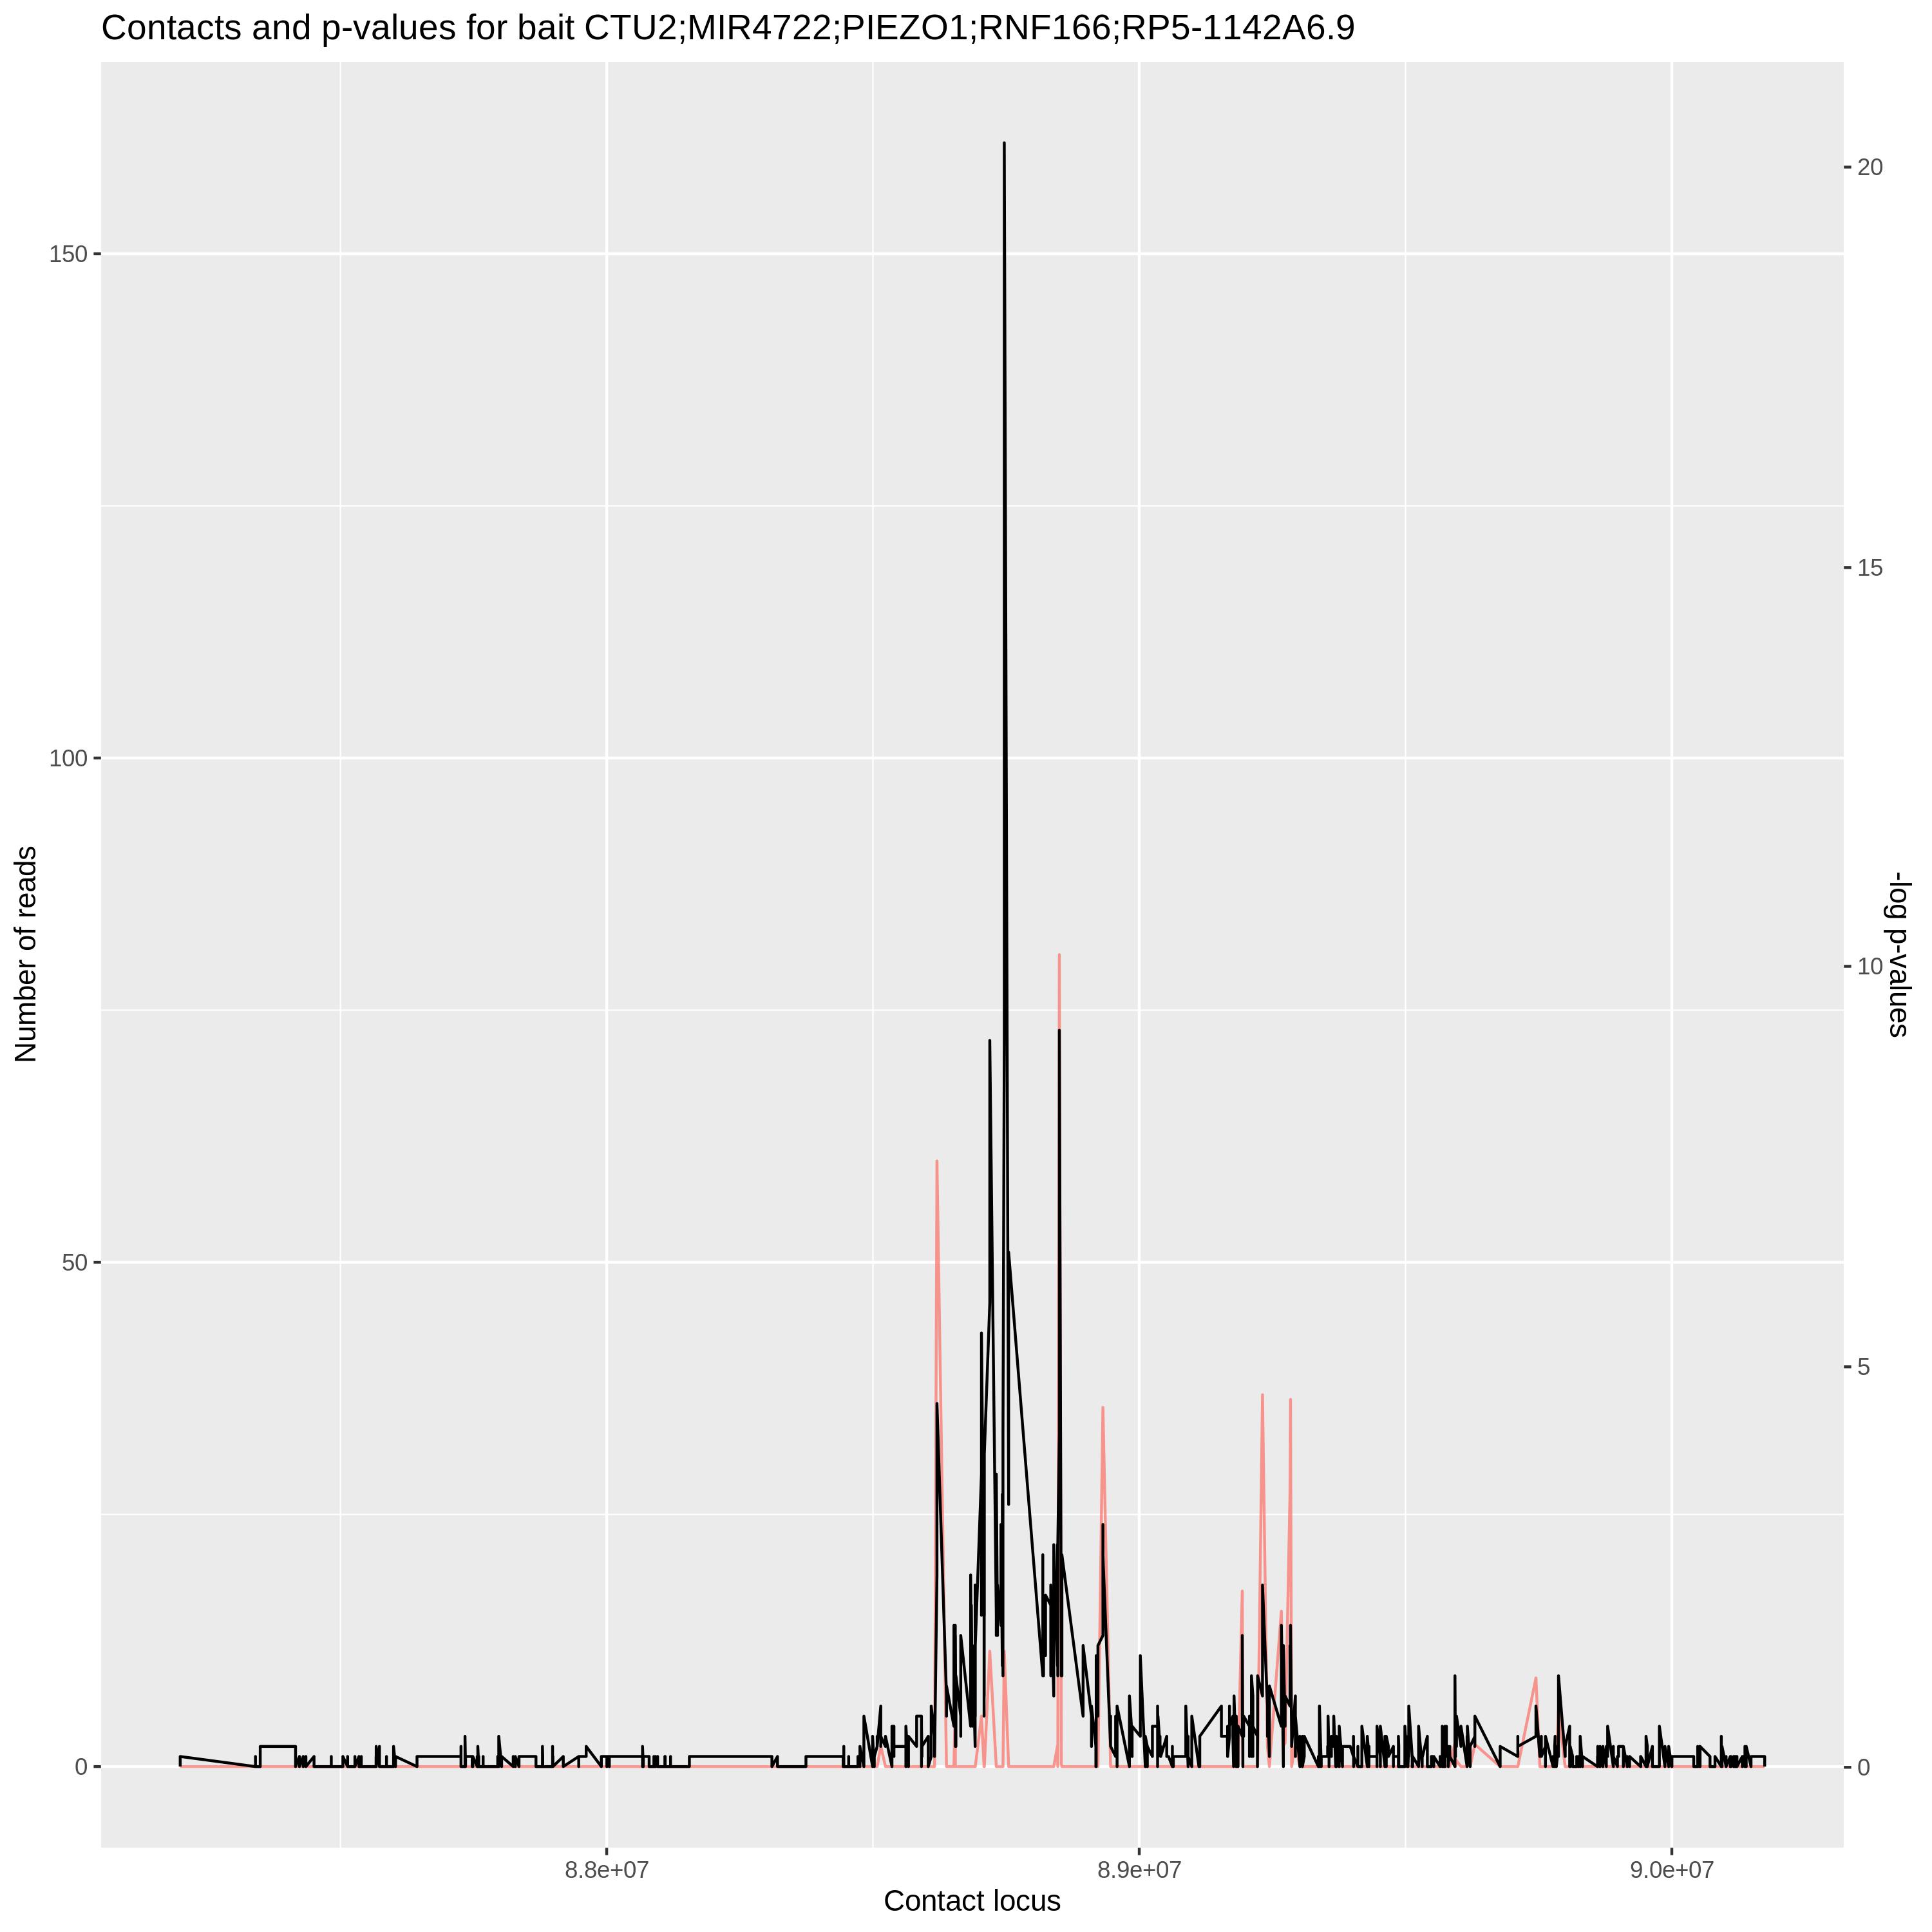 Contacts and p-values for bait CTU2;MIR4722;PIEZO1;RNF166;RP5-1142A6.9
150
100
50
0
Number of reads
20
15
10
5
0
-log p-values
8.8e+07
8.9e+07
9.0e+07
Contact locus